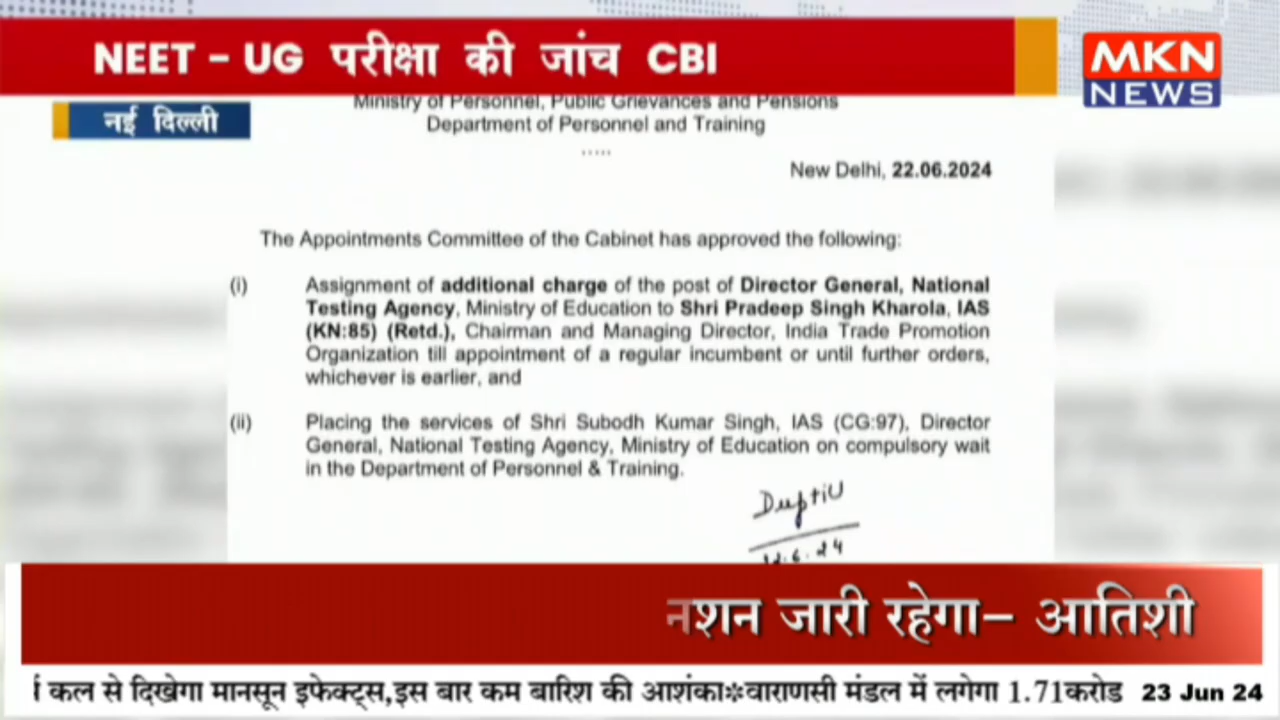 NEET - UG परीक्षा की जांच CBI
MKN
NEWS
नई दिल्ली
Ministry of Personnel, Public Grievances and Pensions
Department of Personnel and Training
.....
New Delhi, 22.06.2024
The Appointments Committee of the Cabinet has approved the following:
(i) Assignment of additional charge of the post of Director General, National
Testing Agency, Ministry of Education to Shri Pradeep Singh Kharola, IAS
(KN:85) (Retd.), Chairman and Managing Director, India Trade Promotion
Organization till appointment of a regular incumbent or until further orders,
whichever is earlier, and
(ii) Placing the services of Shri Subodh Kumar Singh, IAS (CG:97), Director
General, National Testing Agency, Ministry of Education on compulsory wait
in the Department of Personnel & Training.
नशन जारी रहेगा– आतिशी
कल से दिखेगा मानसून इफेक्ट्स,इस बार कम बारिश की आशंका*वाराणसी मंडल में लगेगा 1.71करोड 23 Jun 24